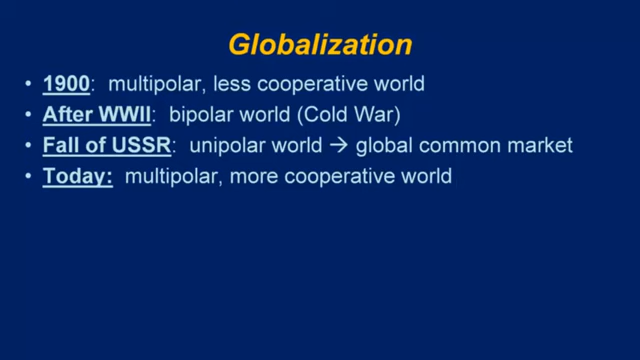 Globalization
• 1900: multipolar, less cooperative world
• After WWII: bipolar world (Cold War)
• Fall of USSR: unipolar world → global common market
• Today: multipolar, more cooperative world